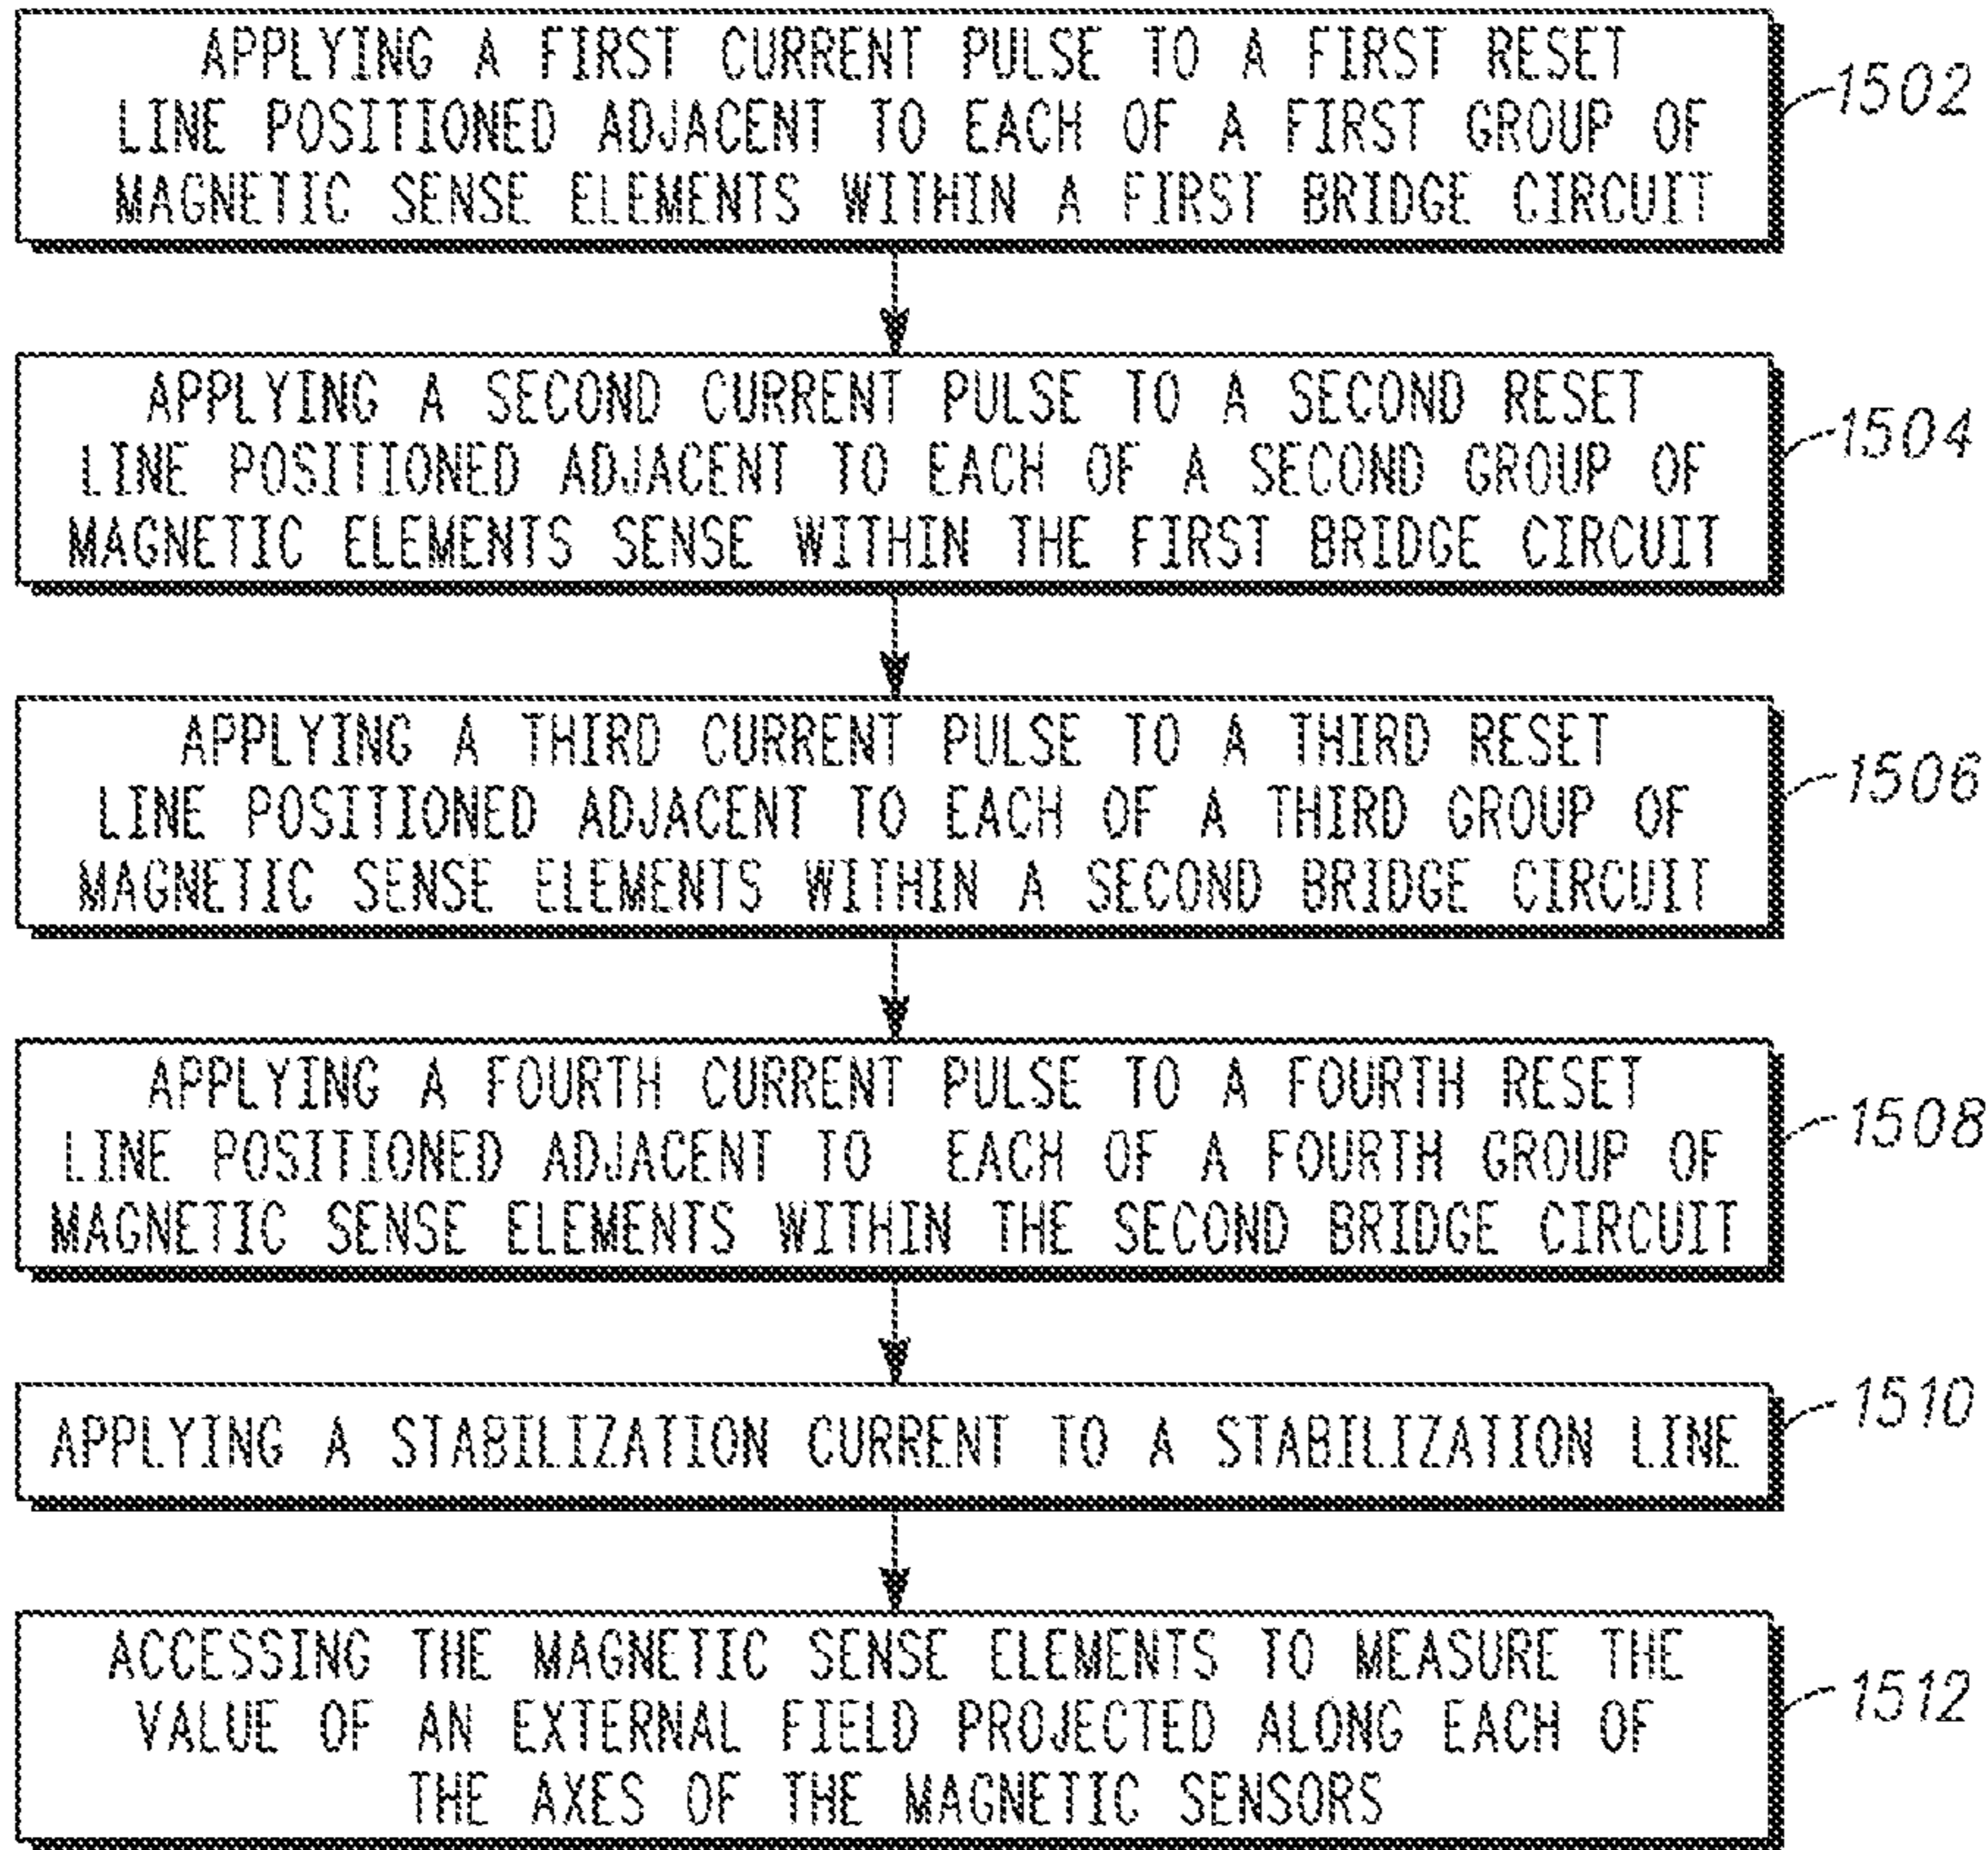 APPLYING A FIRST CURRENT PULSE TO A FIRST RESET
LINE POSITIONED ADJACENT TO EACH OF A FIRST GROUP OF
MAGNETIC SENSE ELEMENTS WITHIN A FIRST BRIDGE CIRCUIT
1502
APPLYING A SECOND CURRENT PULSE TO A SECOND RESET
LINE POSITIONED ADJACENT TO EACH OF A SECOND GROUP OF
MAGNETIC ELEMENTS SENSE WITHIN THE FIRST BRIDGE CIRCUIT
1504
APPLYING A THIRD CURRENT PULSE TO A THIRD RESET
LINE POSITIONED ADJACENT TO EACH OF A THIRD GROUP OF
MAGNETIC SENSE ELEMENTS WITHIN A SECOND BRIDGE CIRCUIT
1506
APPLYING A FOURTH CURRENT PULSE TO A FOURTH RESET
LINE POSITIONED ADJACENT TO EACH OF A FOURTH GROUP OF
MAGNETIC SENSE ELEMENTS WITHIN THE SECOND BRIDGE CIRCUIT
1508
APPLYING A STABILIZATION CURRENT TO A STABILIZATION LINE
1510
ACCESSING THE MAGNETIC SENSE ELEMENTS TO MEASURE THE
VALUE OF AN EXTERNAL FIELD PROJECTED ALONG EACH OF
THE AXES OF THE MAGNETIC SENSORS
1512